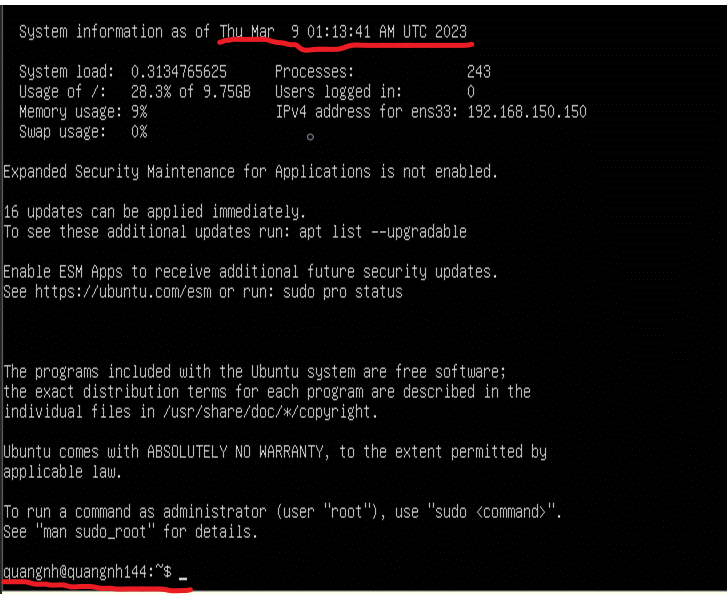 System information as of Thu Mar  9 01:13:41 AM UTC 2023
System load:  0.3134765625      Processes:              243
Usage of /:   28.3% of 9.75GB   Users logged in:        0
Memory usage: 9%                IPv4 address for ens33: 192.168.150.150
Swap usage:   0%
Expanded Security Maintenance for Applications is not enabled.
16 updates can be applied immediately.
To see these additional updates run: apt list --upgradable
Enable ESM Apps to receive additional future security updates.
See https://ubuntu.com/esm or run: sudo pro status
The programs included with the Ubuntu system are free software;
the exact distribution terms for each program are described in the
individual files in /usr/share/doc/*/copyright.
Ubuntu comes with ABSOLUTELY NO WARRANTY, to the extent permitted by
applicable law.
To run a command as administrator (user "root"), use "sudo <command>".
See "man sudo_root" for details.
quangnh@quangnh144:~$ _